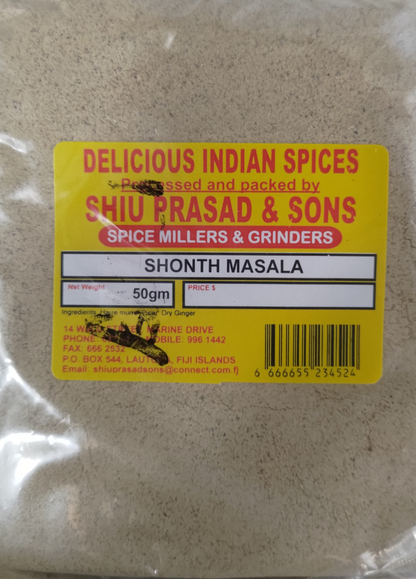 DELICIOUS INDIAN SPICES
Processed and packed by
SHIU PRASAD & SONS
SPICE MILLERS & GRINDERS
SHONTH MASALA
Net Weight
50gm
PRICE $
Ingredients: Dry Ginger
14 MARINE DRIVE
PHONE: MOBILE: 996 1442
FAX: 666 2532
P.O. BOX 544, LAUTOKA, FIJI ISLANDS
Email: shiuprasadsons@connect.com.fj
6 666655 234524